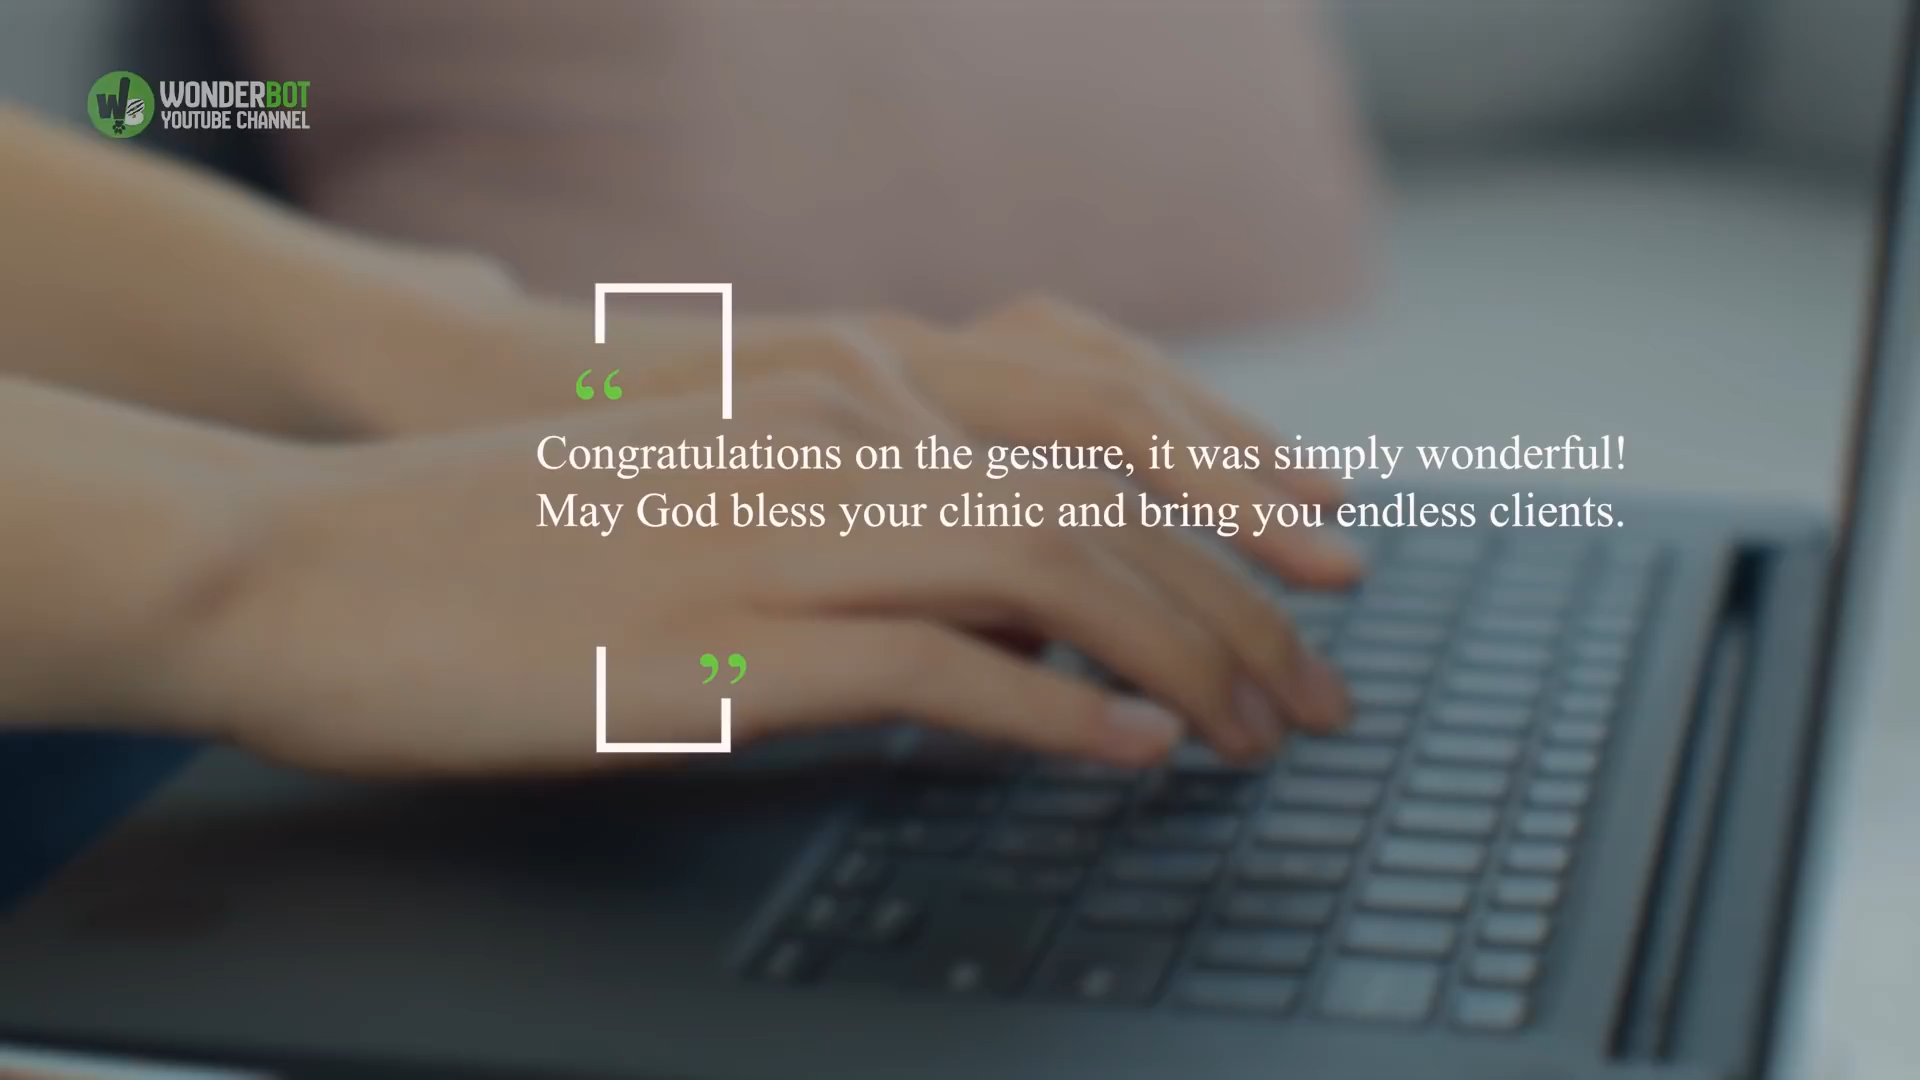 WONDERBOT
YOUTUBE CHANNEL
“
Congratulations on the gesture, it was simply wonderful!
May God bless your clinic and bring you endless clients.
”